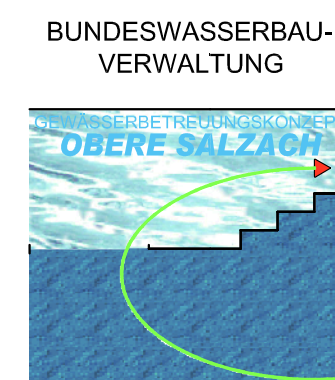 BUNDESWASSERBAU-
VERWALTUNG
GEWÄSSERBETREUUNGSKONZEP
OBERE SALZACH